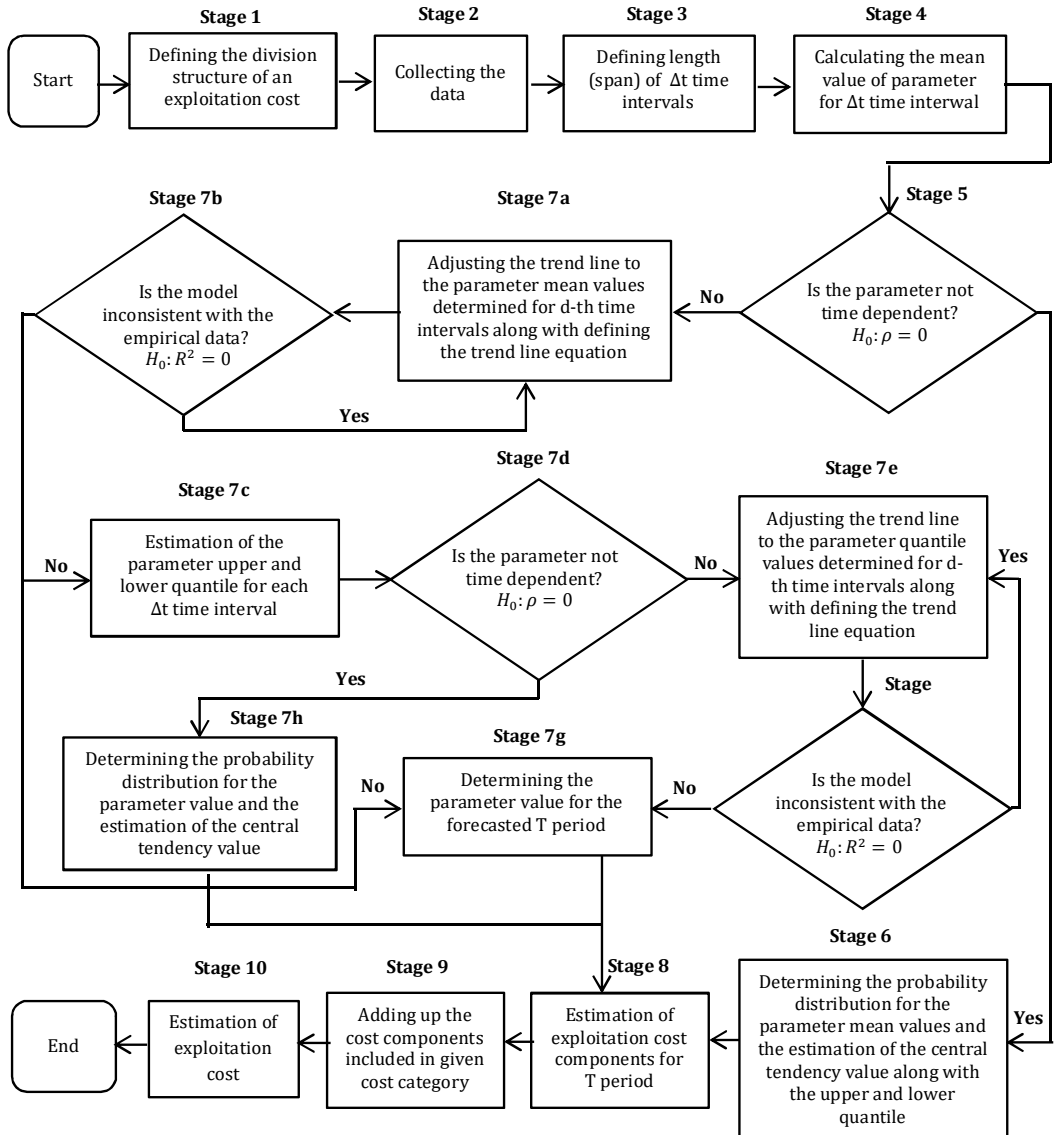 Stage 1
Stage 2
Stage 3
Stage 4
Start
Defining the division
structure of an
exploitation cost
Collecting the
data
Defining length
(span) of Δt time
intervals
Calculating the mean
value of parameter
for Δt time interwal
Stage 7b
Stage 7a
Stage 5
Is the model
inconsistent with the
empirical data?
H₀: R² = 0
Adjusting the trend line to
the parameter mean values
determined for d-th time
intervals along with defining
the trend line equation
No
Is the parameter not
time dependent?
H₀: ρ = 0
Yes
Stage 7c
Stage 7d
Stage 7e
No
Estimation of the
parameter upper and
lower quantile for each
Δt time interval
Is the parameter not
time dependent?
H₀: ρ = 0
No
Adjusting the trend line
to the parameter quantile
values determined for d-
th time intervals along
with defining the trend
line equation
Yes
Yes
Stage
Stage 7h
Stage 7g
Determining the probability
distribution for the
parameter value and the
estimation of the central
tendency value
No
Determining the
parameter value for the
forecasted T period
No
Is the model
inconsistent with the
empirical data?
H₀: R² = 0
Stage 10
Stage 9
Stage 8
Stage 6
End
Estimation of
exploitation
cost
Adding up the
cost components
included in given
cost category
Estimation of
exploitation cost
components for
T period
Determining the probability
distribution for the
parameter mean values and
the estimation of the central
tendency value along with
the upper and lower
quantile
Yes